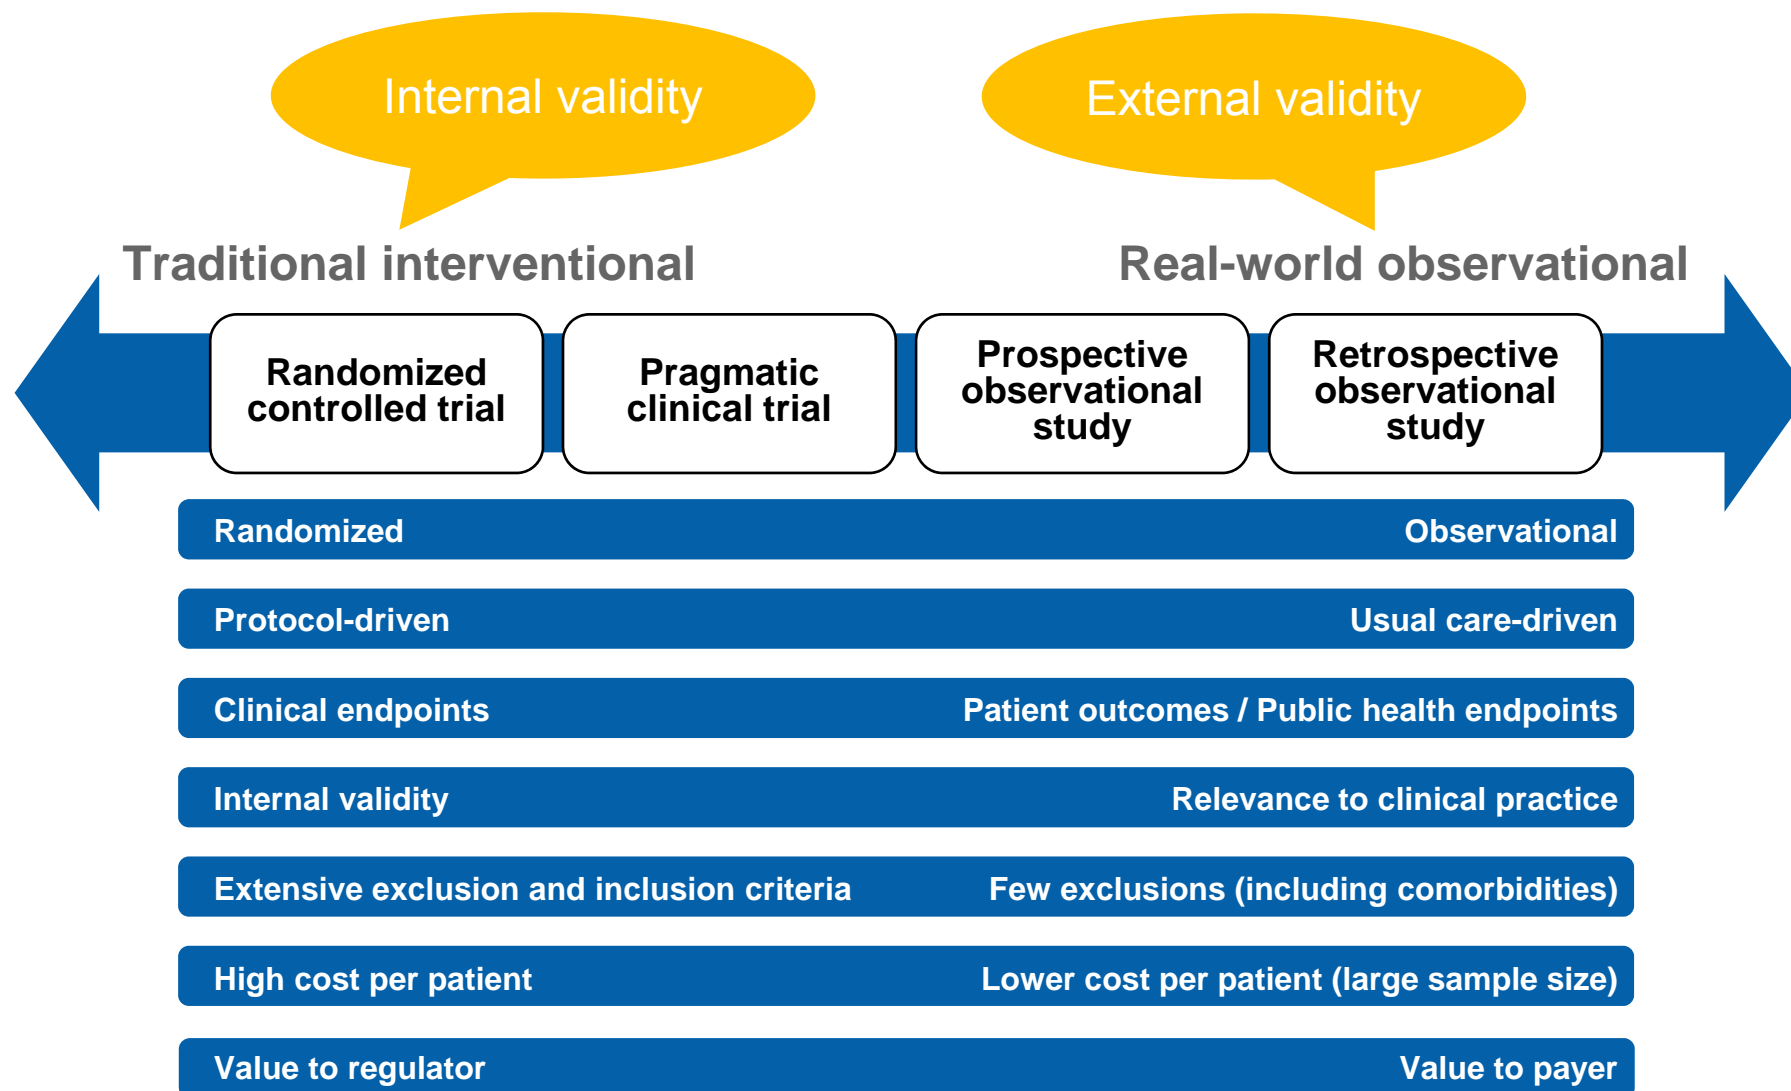 Internal validity
External validity
Traditional interventional
Real-world observational
Randomized
controlled trial
Pragmatic
clinical trial
Prospective
observational
study
Retrospective
observational
study
Randomized
Observational
Protocol-driven
Usual care-driven
Clinical endpoints
Patient outcomes / Public health endpoints
Internal validity
Relevance to clinical practice
Extensive exclusion and inclusion criteria
Few exclusions (including comorbidities)
High cost per patient
Lower cost per patient (large sample size)
Value to regulator
Value to payer